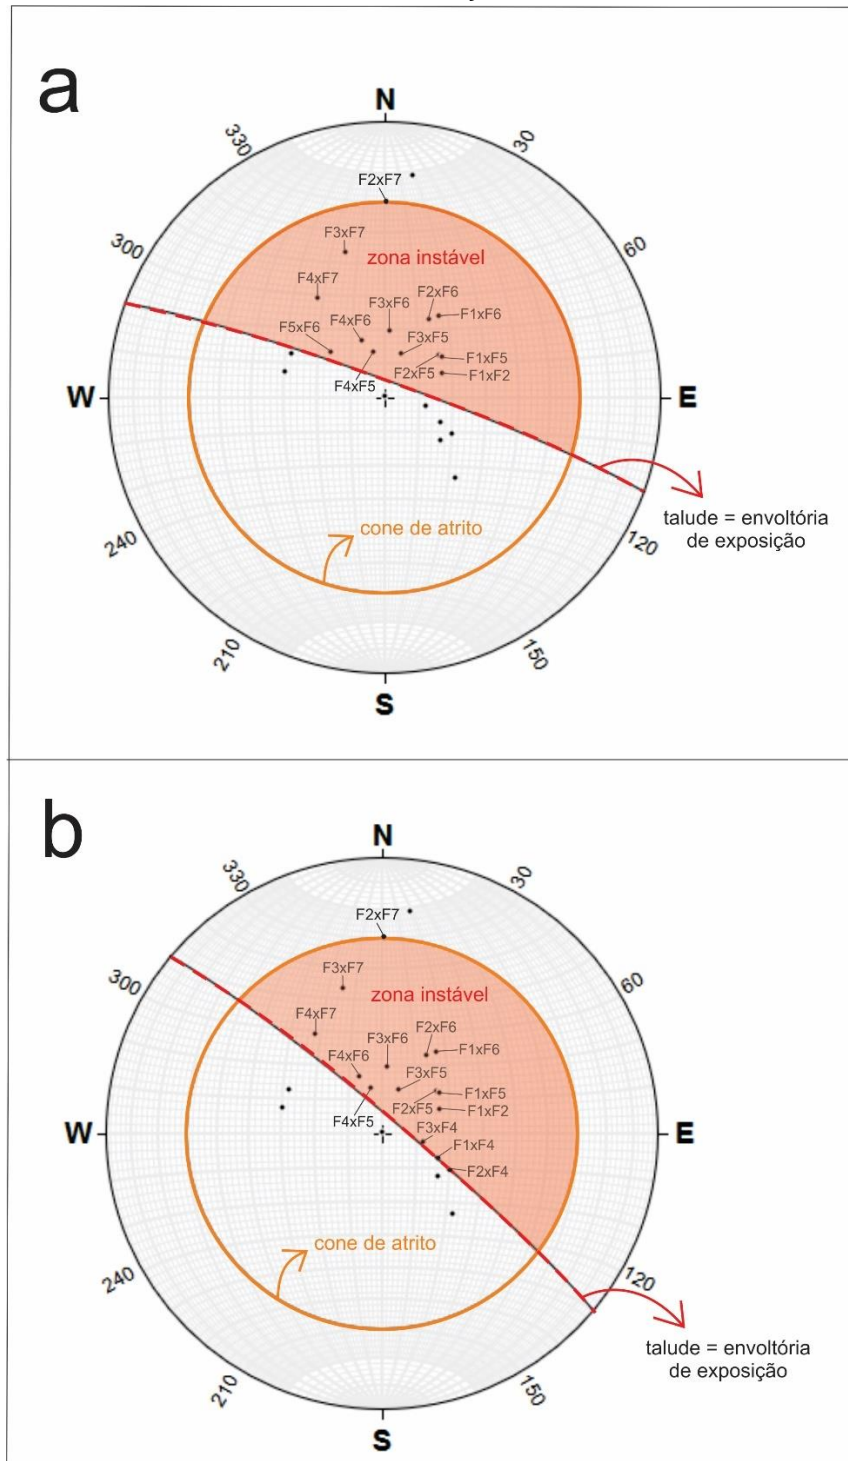 a
N
330
30
F2xF7
300
60
F3xF7
zona instável
F4xF7
F2xF6
F3xF6
F1xF6
F4xF6
F5xF6
F3xF5
F1xF5
F2xF5
F1xF2
F4xF5
W
E
talude = envoltória
de exposição
cone de atrito
240
120
210
150
S
b
N
330
30
F2xF7
300
60
F3xF7
zona instável
F4xF7
F2xF6
F3xF6
F1xF6
F4xF6
F3xF5
F1xF5
F2xF5
F1xF2
F4xF5
F3xF4
W
E
F1xF4
F2xF4
cone de atrito
240
120
talude = envoltória
de exposição
210
150
S